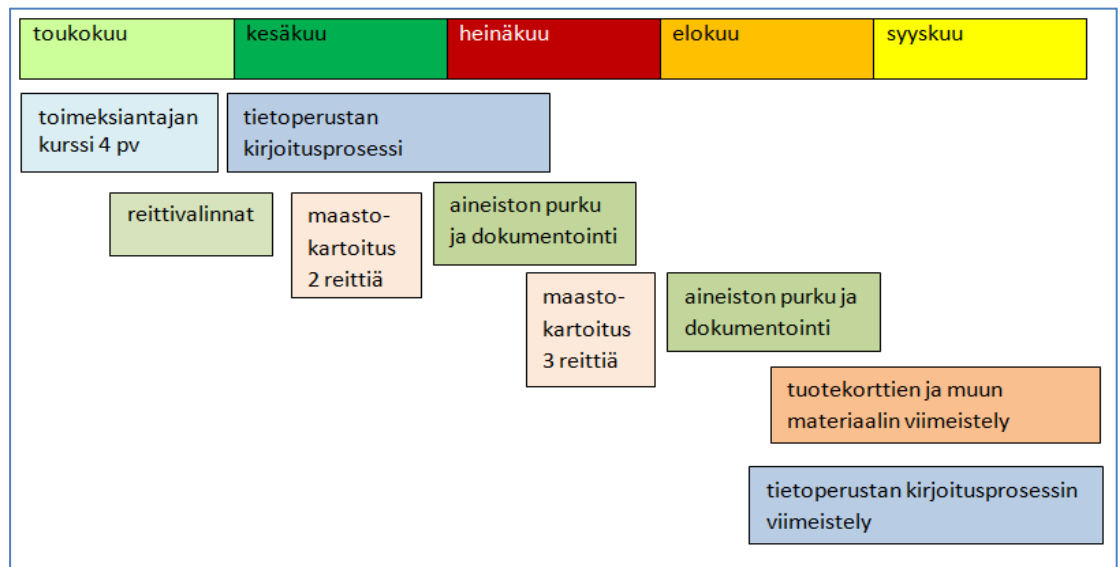 toukokuu
kesäkuu
heinäkuu
elokuu
syyskuu
toimeksiantajan
kurssi 4 pv
tietoperustan
kirjoitusprosessi
reittivalinnat
maasto-
kartoitus
2 reittiä
aineiston purku
ja dokumentointi
maasto-
kartoitus
3 reittiä
aineiston purku ja
dokumentointi
tuotekorttien ja muun
materiaalin viimeistely
tietoperustan kirjoitusprosessin
viimeistely